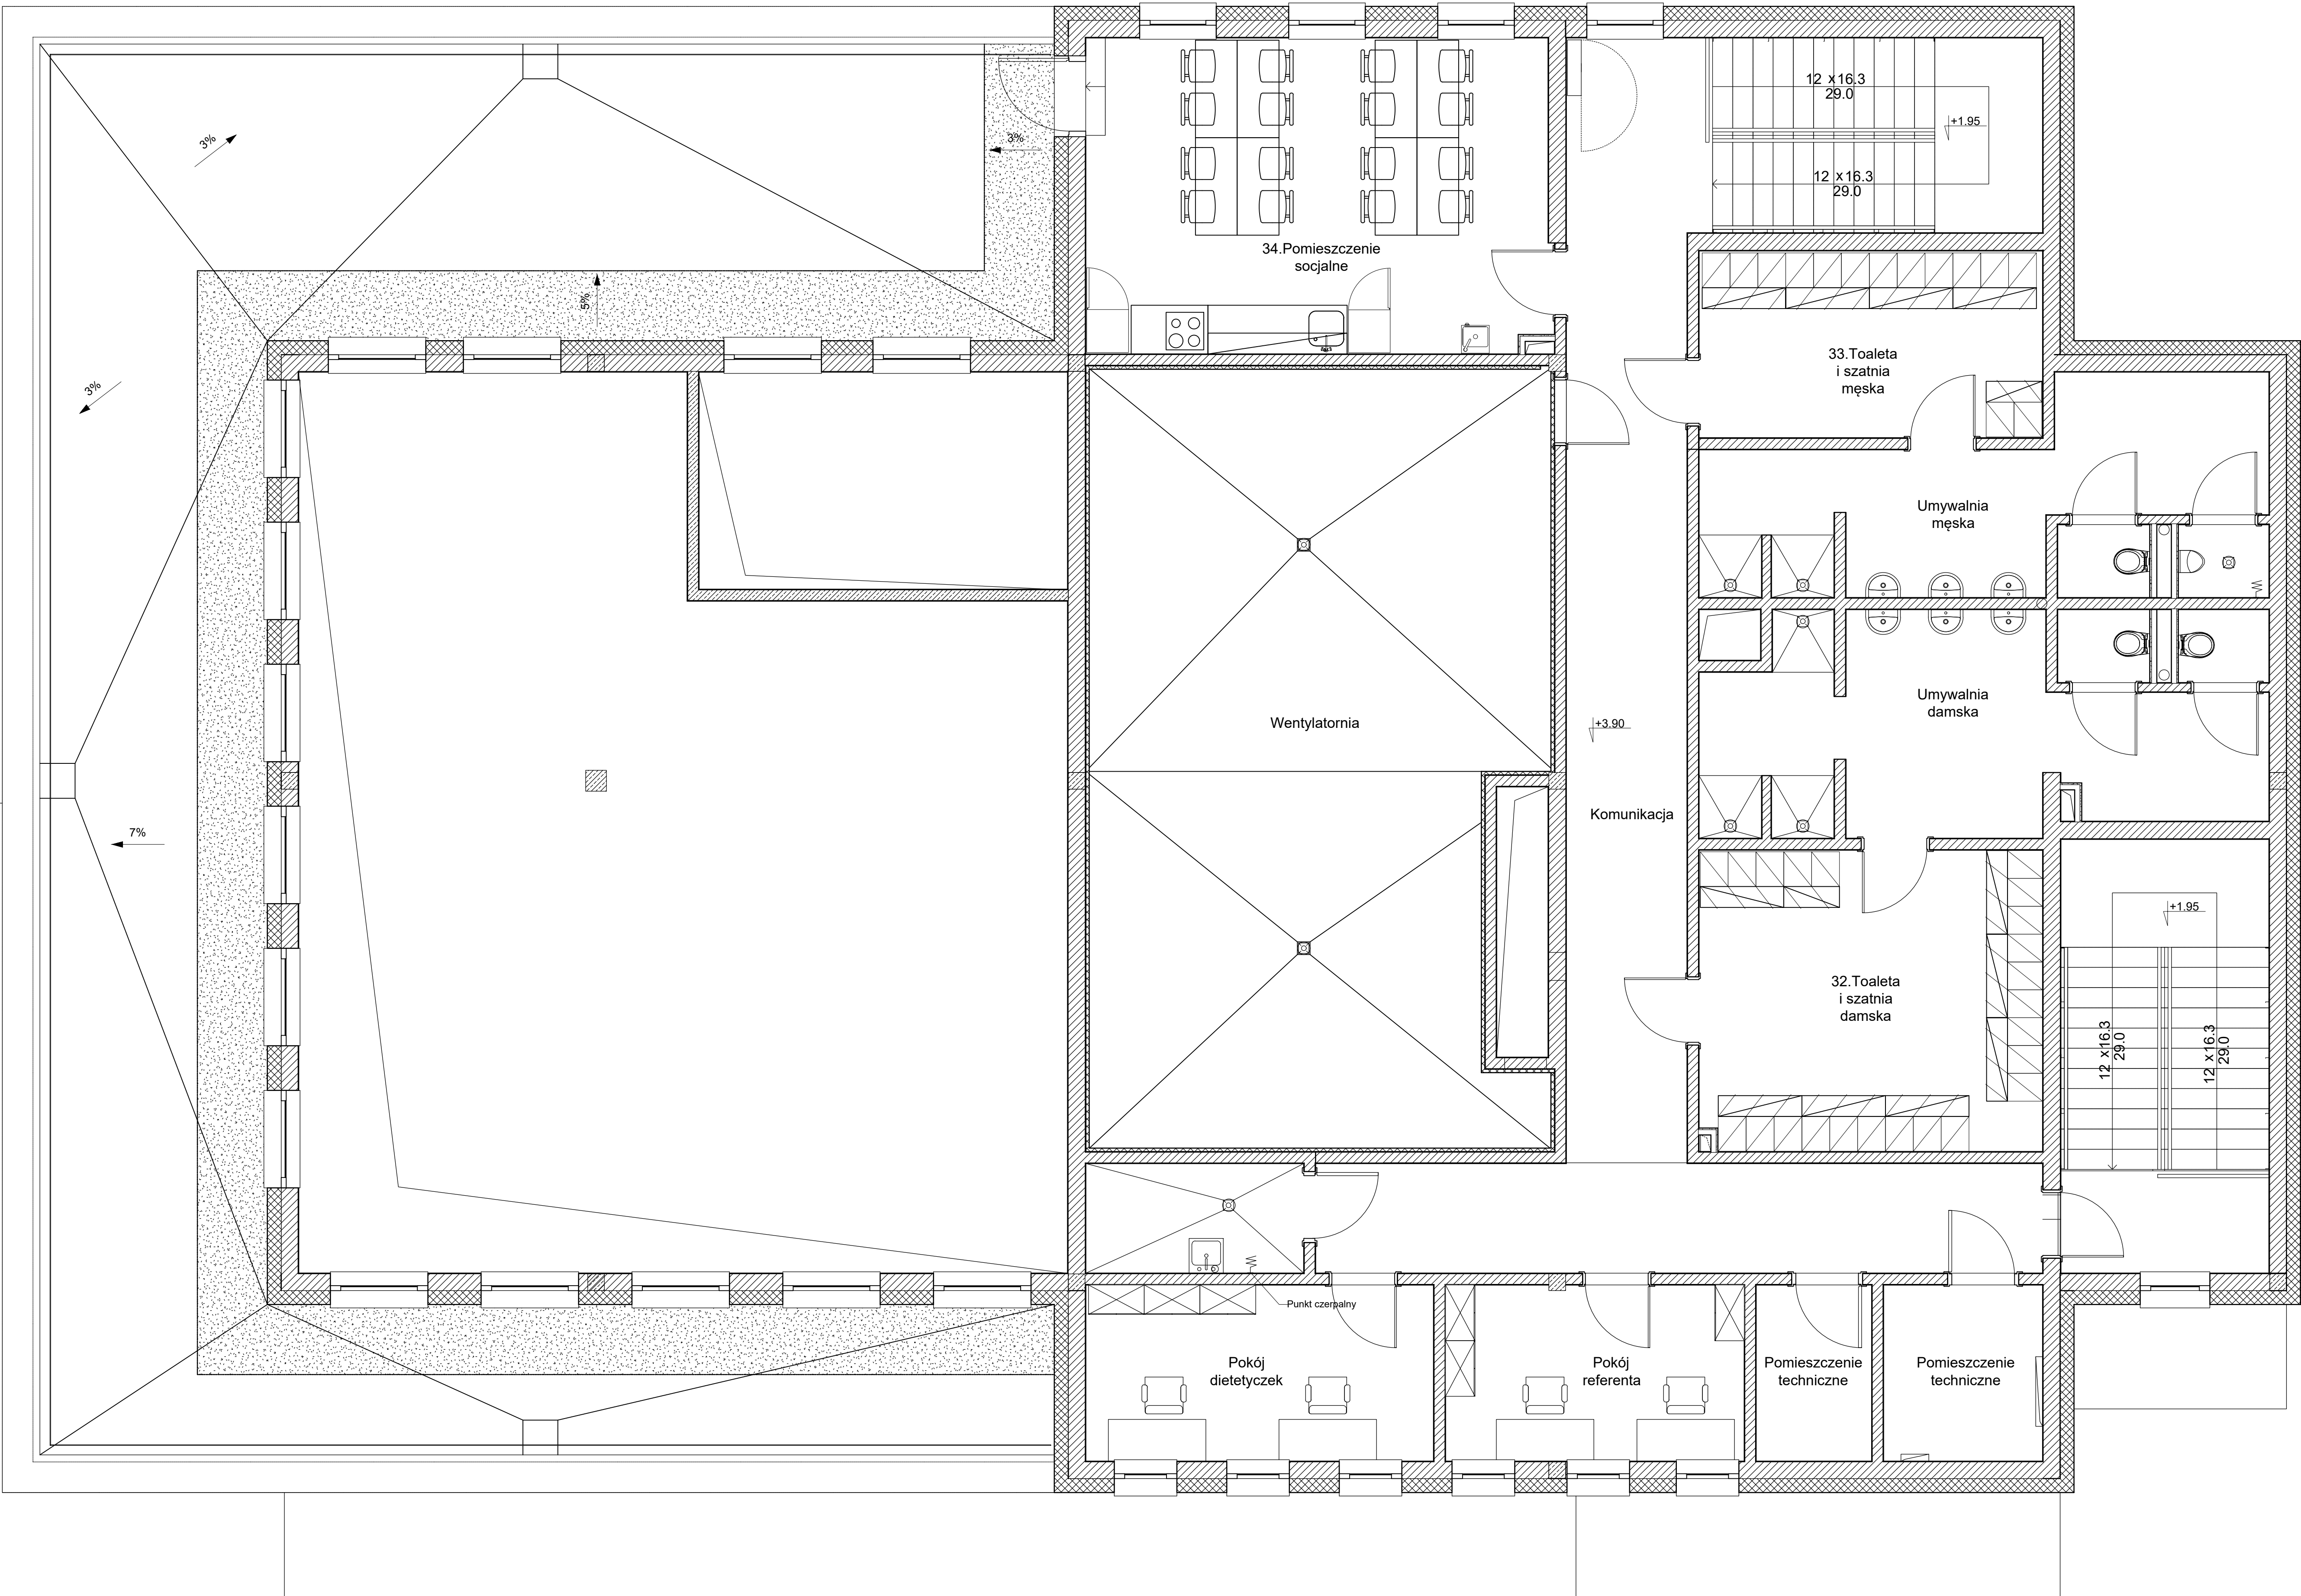 12 x16.3
29.0
+1.95
3%
3%
12 x16.3
29.0
34.Pomieszczenie
socjalne
5%
33.Toaleta
i szatnia
męska
3%
Umywalnia
męska
Umywalnia
damska
Wentylatornia
+3.90
Komunikacja
7%
+1.95
32.Toaleta
i szatnia
damska
12 x16.3
29.0
12 x16.3
29.0
Punkt czerpalny
Pokój
dietetyczek
Pokój
referenta
Pomieszczenie
techniczne
Pomieszczenie
techniczne